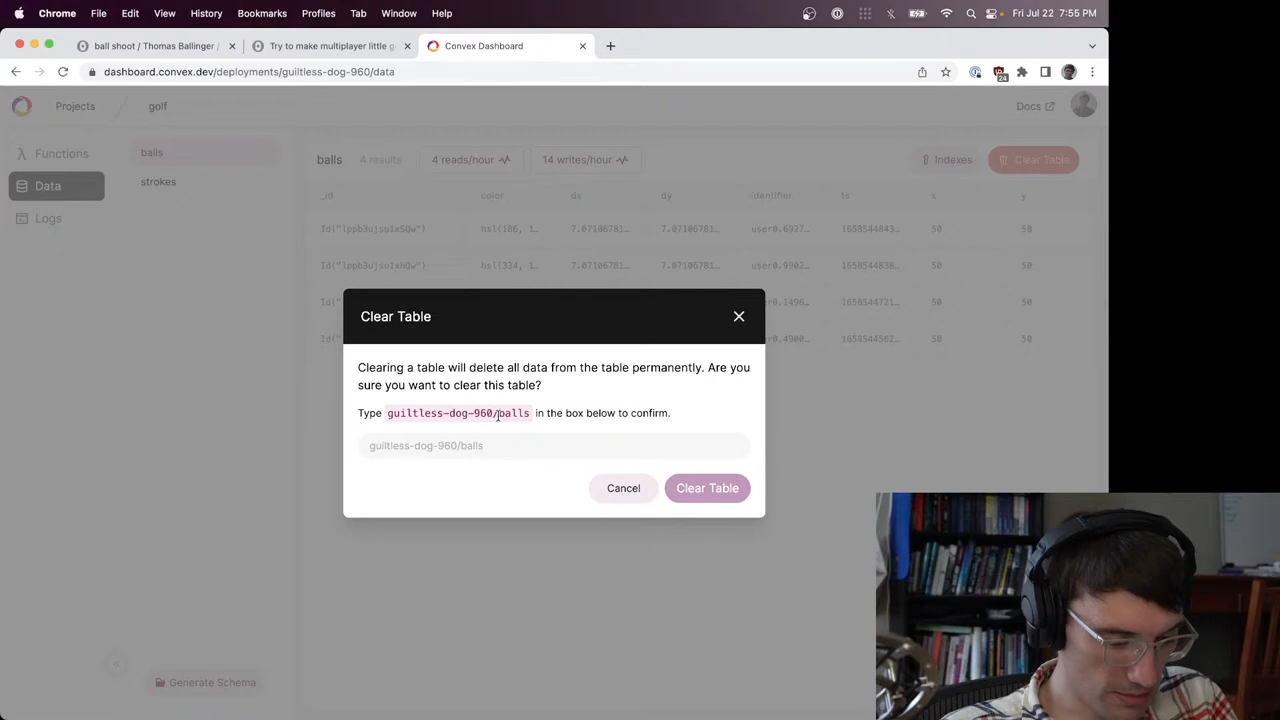 Chrome File Edit View History Bookmarks Profiles Tab Window Help Fri Jul 22 7:55 PM
ball shoot / Thomas Ballinger / Try to make multiplayer little g Convex Dashboard
dashboard.convex.dev/deployments/guiltless-dog-960/data 24
Projects golf Docs
Functions
Data
Logs
balls
strokes
balls 4 results 4 reads/hour 14 writes/hour Indexes Clear Table
_id color dx dy identifier ts x y
Id("lppb3ujsu1xSQw") hsl(186, 1… 7.07106781… 7.07106781… user0.6927… 1658544843… 50 50
Id("lppb3ujsu1xhQw") hsl(334, 1… 7.07106781… 7.07106781… user0.9902… 1658544838… 50 50
Id(" user0.1496… 1658544721… 50 50
Id(" user0.4900… 1658544562… 50 50
Clear Table
Clearing a table will delete all data from the table permanently. Are you
sure you want to clear this table?
Type guiltless-dog-960/balls in the box below to confirm.
guiltless-dog-960/balls
Cancel Clear Table
Generate Schema